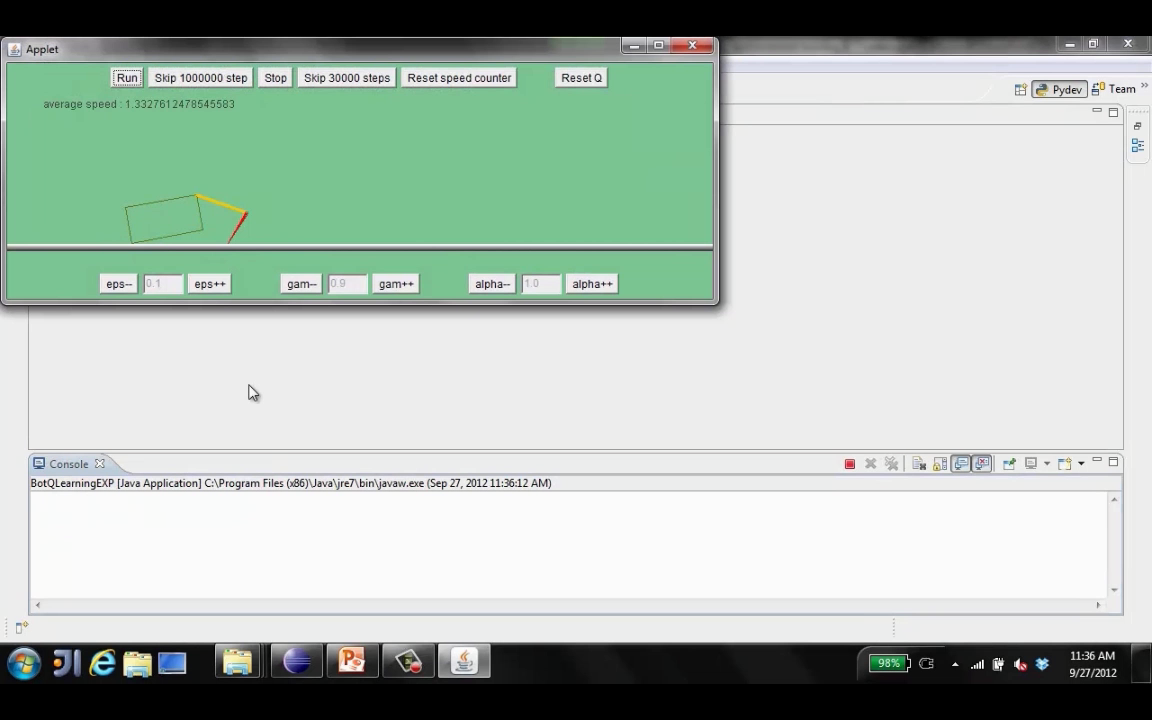 Applet
Run Skip 1000000 step Stop Skip 30000 steps Reset speed counter Reset Q
average speed : 1.3327612478545583
Pydev Team
eps-- 0.1 eps++ gam-- 0.9 gam++ alpha-- 1.0 alpha++
Console
BotQLearningEXP [Java Application] C:\Program Files (x86)\Java\jre7\bin\javaw.exe (Sep 27, 2012 11:36:12 AM)
98% 11:36 AM
9/27/2012